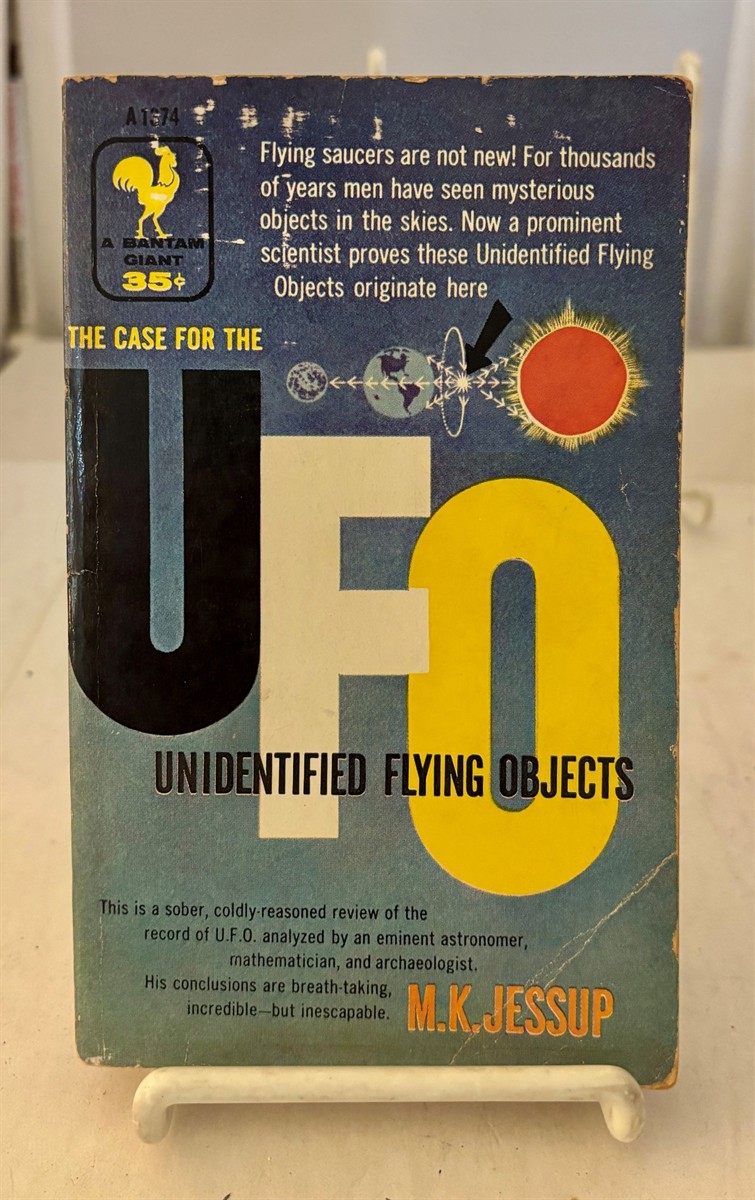 A 1374
A BANTAM
GIANT
35¢
Flying saucers are not new! For thousands
of years men have seen mysterious
objects in the skies. Now a prominent
scientist proves these Unidentified Flying
Objects originate here
THE CASE FOR THE
UFO
UNIDENTIFIED FLYING OBJECTS
This is a sober, coldly-reasoned review of the
record of U.F.O. analyzed by an eminent astronomer,
mathematician, and archaeologist.
His conclusions are breath-taking,
incredible—but inescapable.
M.K. JESSUP